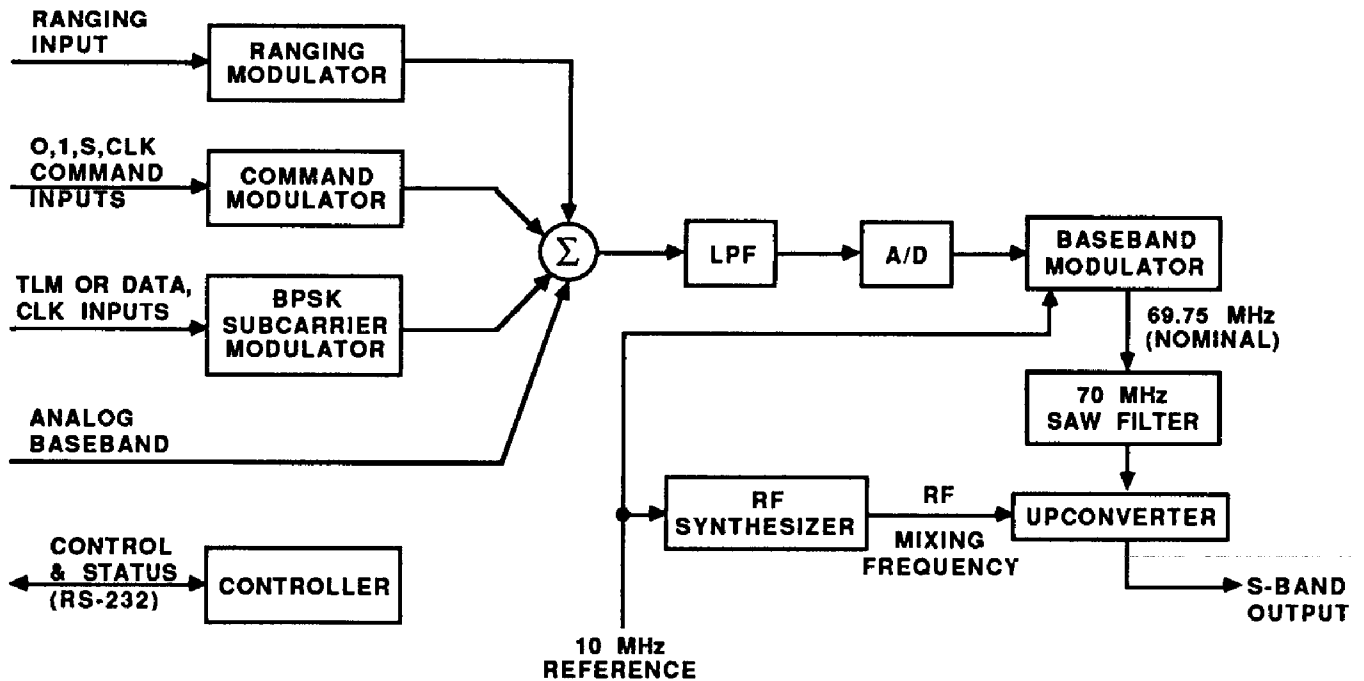 RANGING
INPUT
RANGING
MODULATOR
O,1,S,CLK
COMMAND
INPUTS
COMMAND
MODULATOR
TLM OR DATA,
CLK INPUTS
BPSK
SUBCARRIER
MODULATOR
ANALOG
BASEBAND
Σ
LPF
A/D
BASEBAND
MODULATOR
69.75 MHz
(NOMINAL)
70 MHz
SAW FILTER
RF
SYNTHESIZER
RF
MIXING
FREQUENCY
UPCONVERTER
S-BAND
OUTPUT
CONTROL
& STATUS
(RS-232)
CONTROLLER
10 MHz
REFERENCE